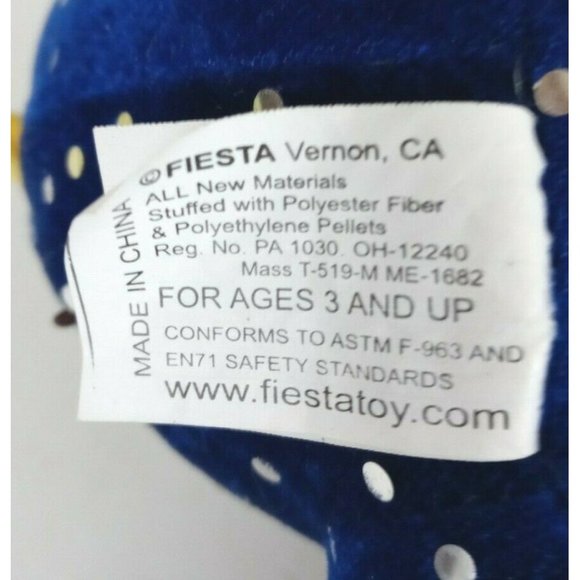 © FIESTA Vernon, CA
ALL New Materials
Stuffed with Polyester Fiber
& Polyethylene Pellets
Reg. No. PA 1030. OH-12240
Mass T-519-M ME-1682
FOR AGES 3 AND UP
CONFORMS TO ASTM F-963 AND
EN71 SAFETY STANDARDS
www.fiestatoy.com
MADE IN CHINA